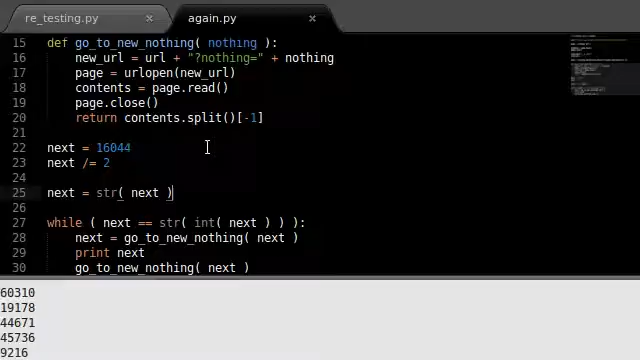 re_testing.py × again.py ×
15 def go_to_new_nothing( nothing ):
16 new_url = url + "?nothing=" + nothing
17 page = urlopen(new_url)
18 contents = page.read()
19 page.close()
20 return contents.split()[-1]
21
22 next = 16044
23 next /= 2
24
25 next = str( next )
26
27 while ( next == str( int( next ) ) ):
28 next = go_to_new_nothing( next )
29 print next
30 go_to_new_nothing( next )
60310
19178
44671
45736
9216